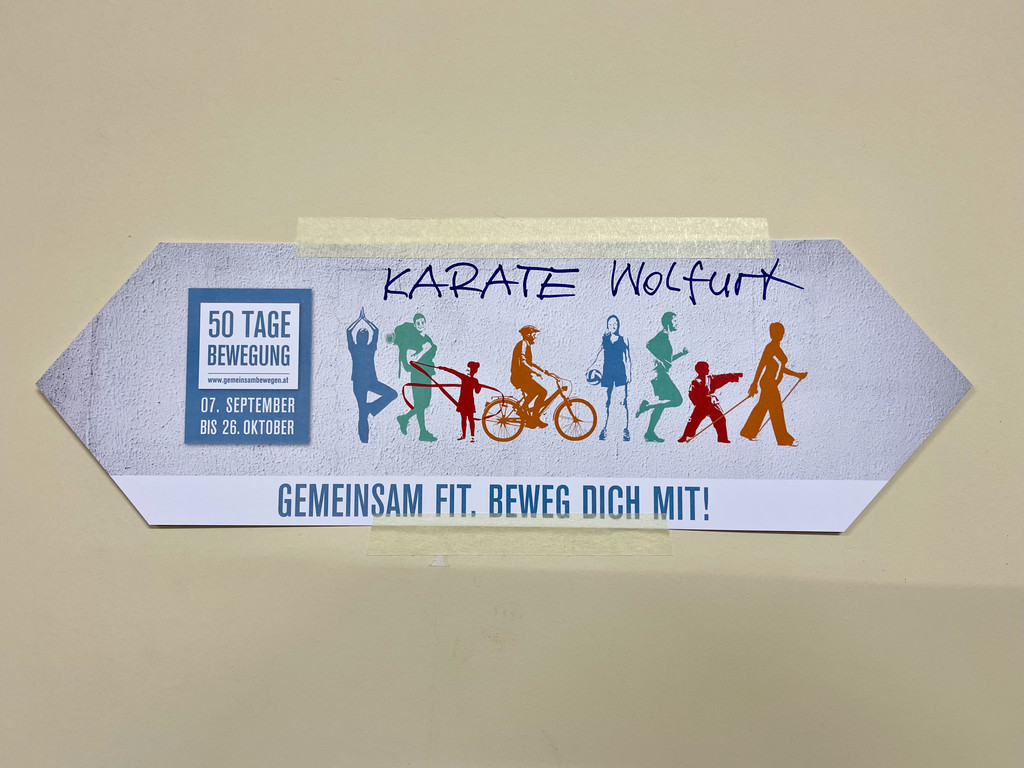 KARATE Wolfurt
50 TAGE
BEWEGUNG
www.gemeinsambewegen.at
07. SEPTEMBER
BIS 26. OKTOBER
GEMEINSAM FIT. BEWEG DICH MIT!